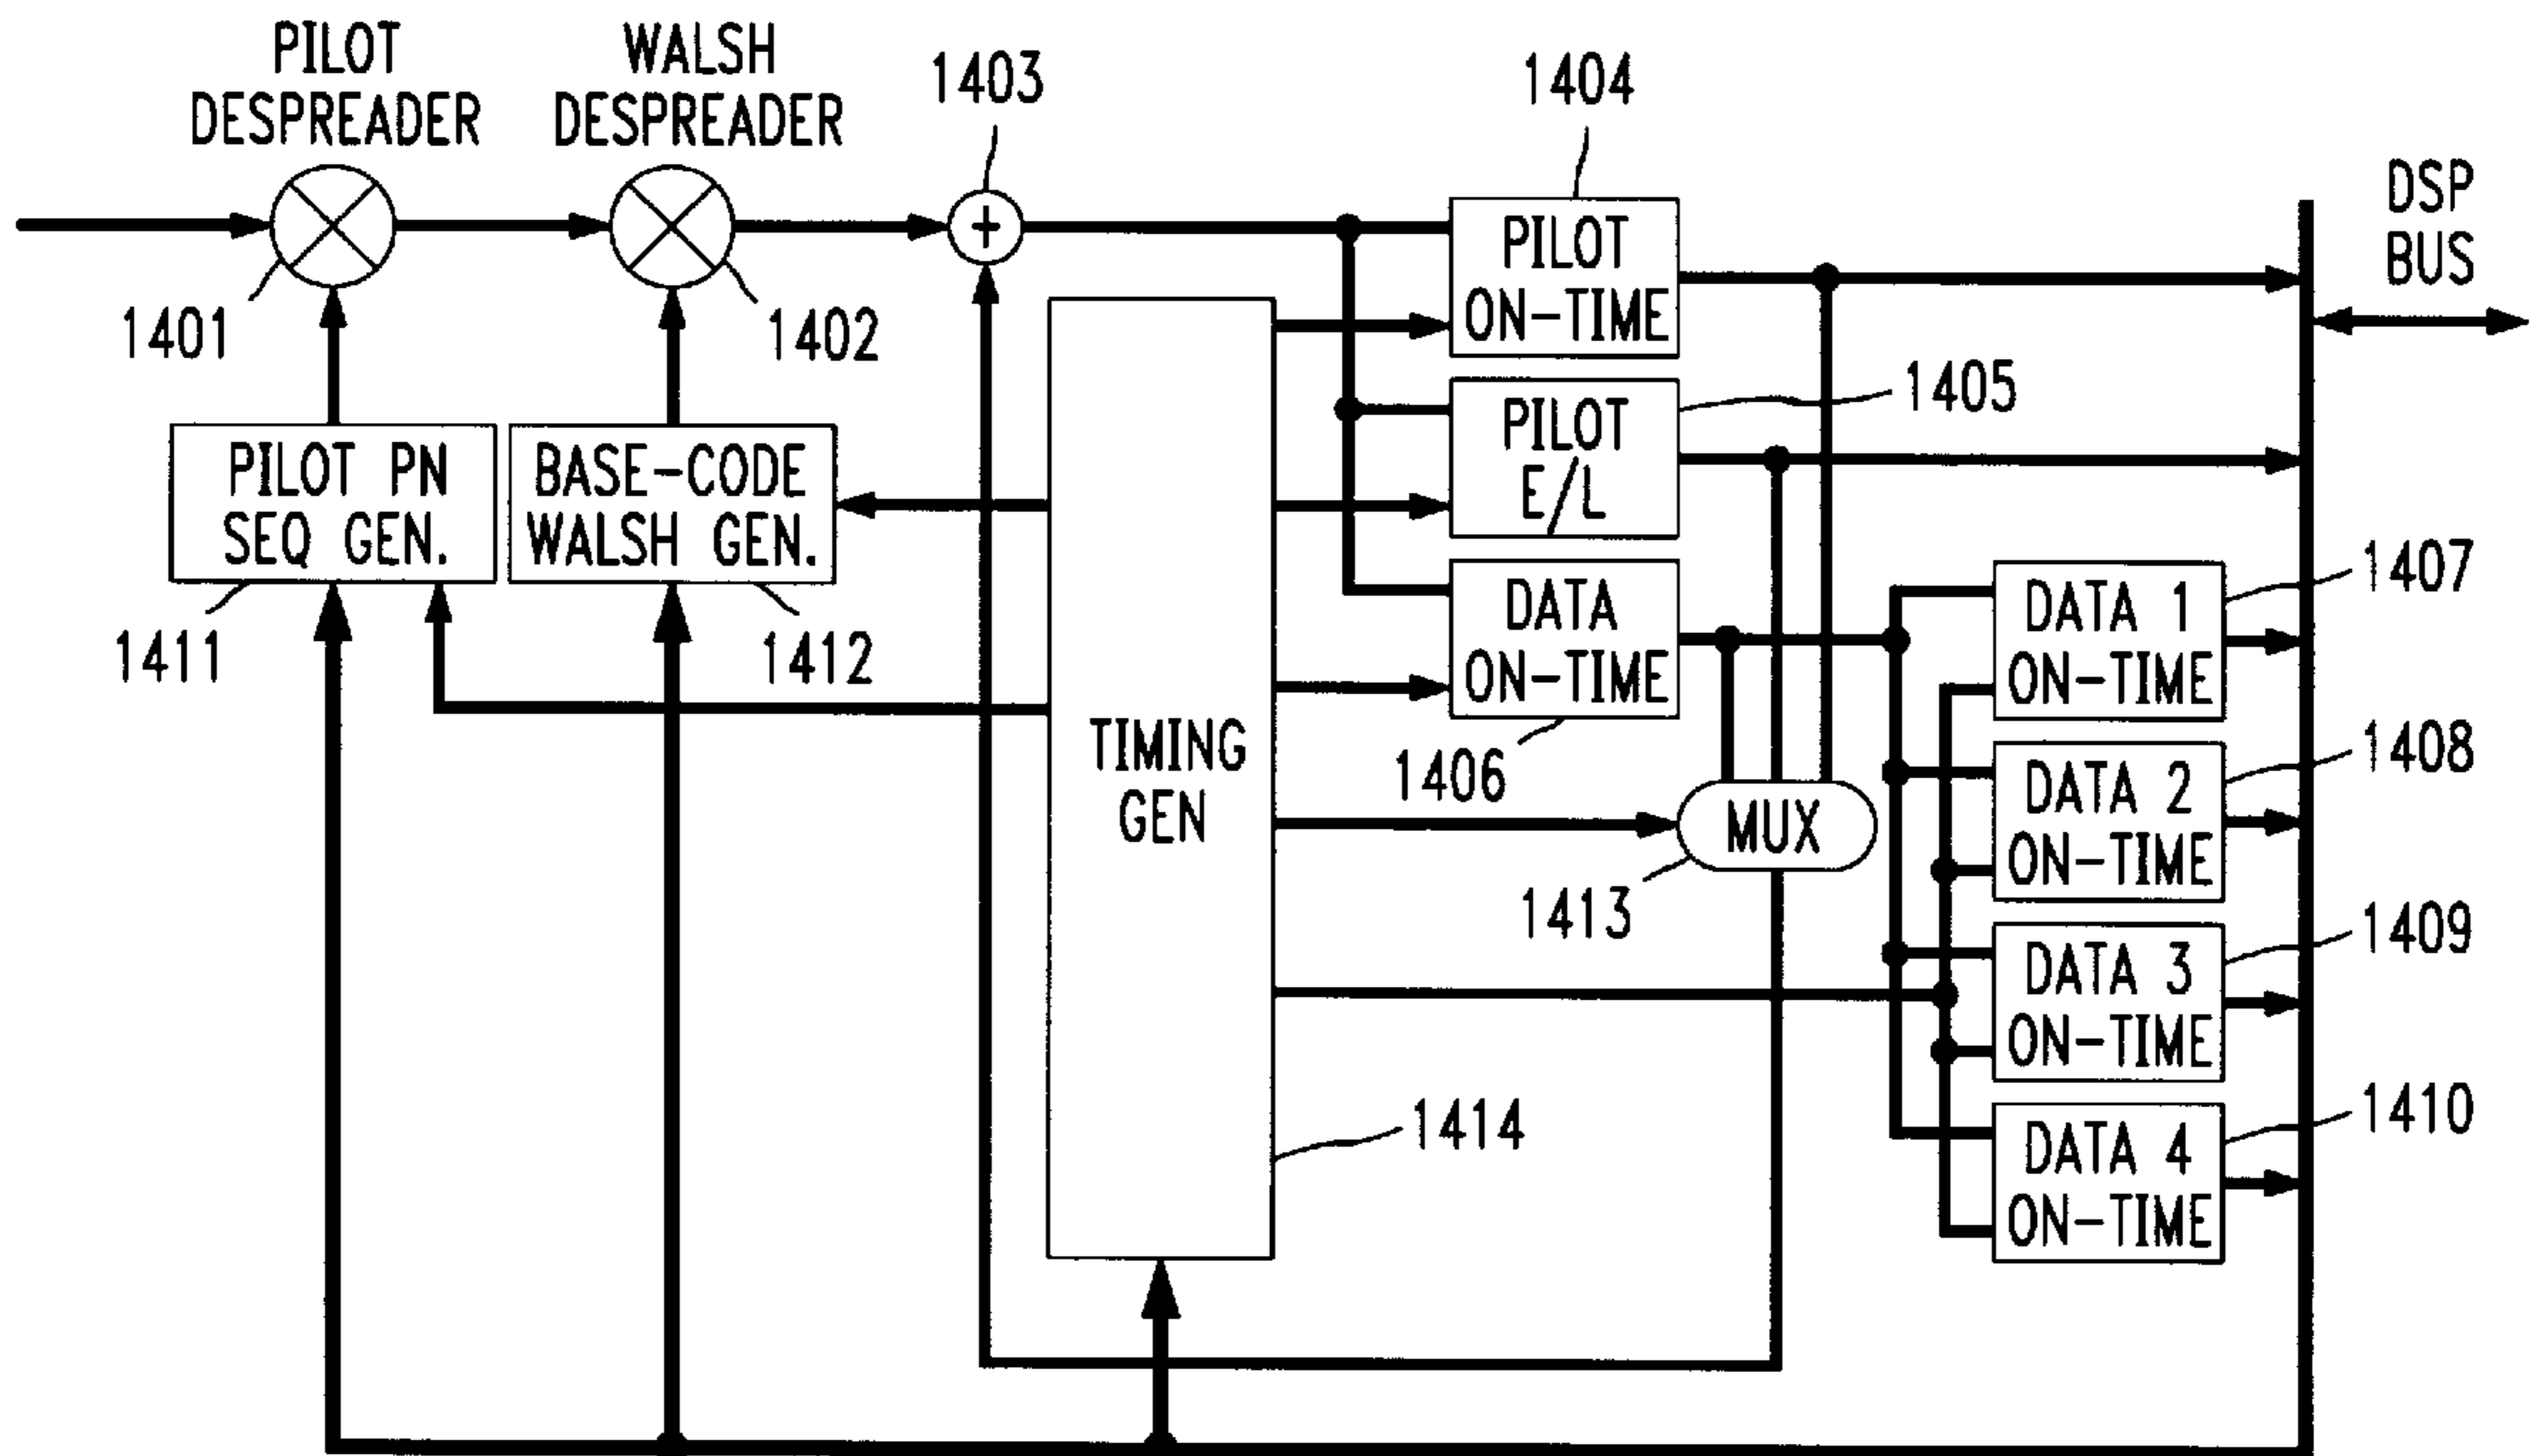 PILOT
DESPREADER
WALSH
DESPREADER
1403
1404
DSP
BUS
1401
1402
PILOT
ON-TIME
1405
PILOT
E/L
PILOT PN
SEQ GEN.
BASE-CODE
WALSH GEN.
1411
1412
DATA
ON-TIME
1406
1407
DATA 1
ON-TIME
TIMING
GEN
MUX
1413
1408
DATA 2
ON-TIME
1409
DATA 3
ON-TIME
1414
1410
DATA 4
ON-TIME